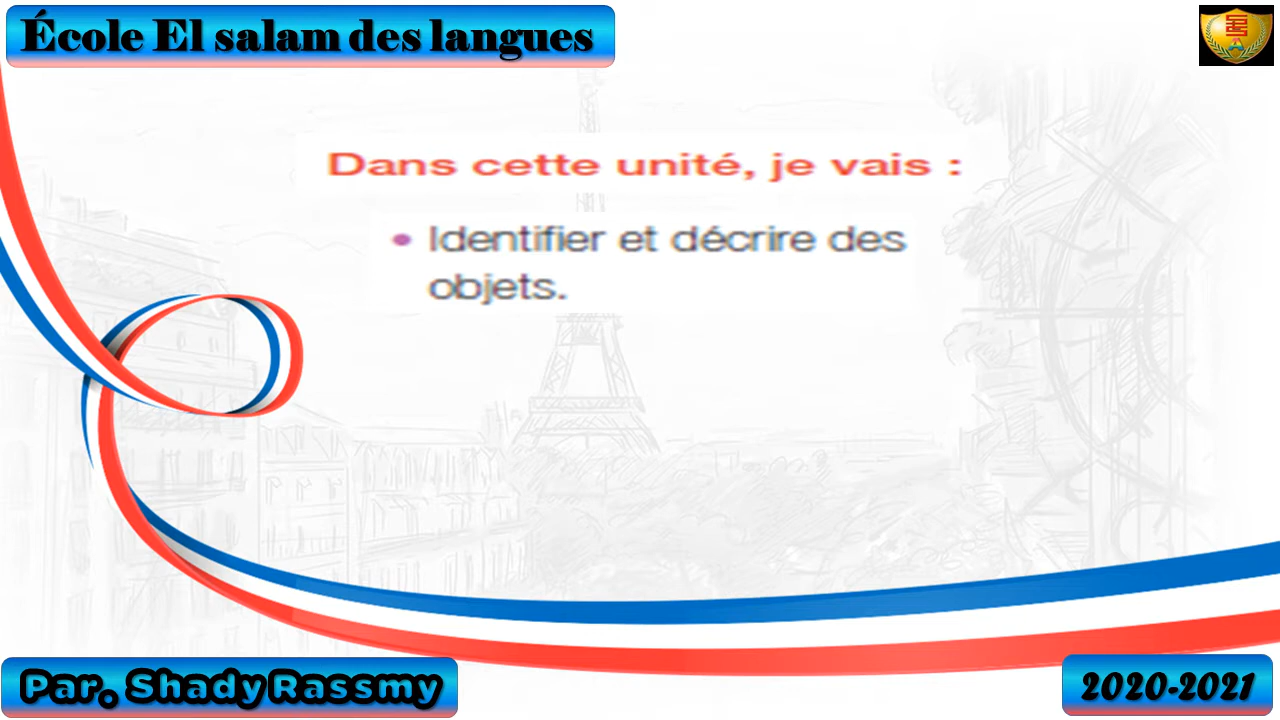 École El salam des langues
Dans cette unité, je vais :
• Identifier et décrire des
objets.
Par. Shady Rassmy
2020-2021